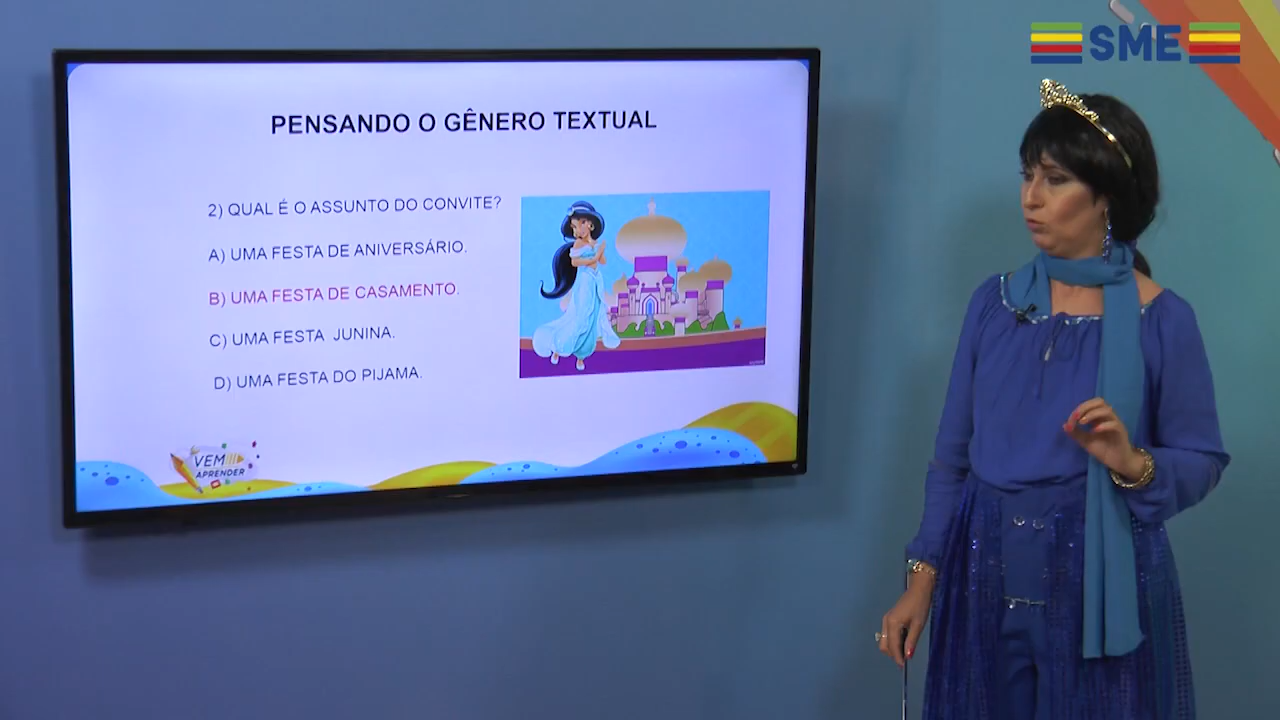 SME
PENSANDO O GÊNERO TEXTUAL
2) QUAL É O ASSUNTO DO CONVITE?
A) UMA FESTA DE ANIVERSÁRIO.
B) UMA FESTA DE CASAMENTO.
C) UMA FESTA JUNINA.
D) UMA FESTA DO PIJAMA.
VEM
APRENDER